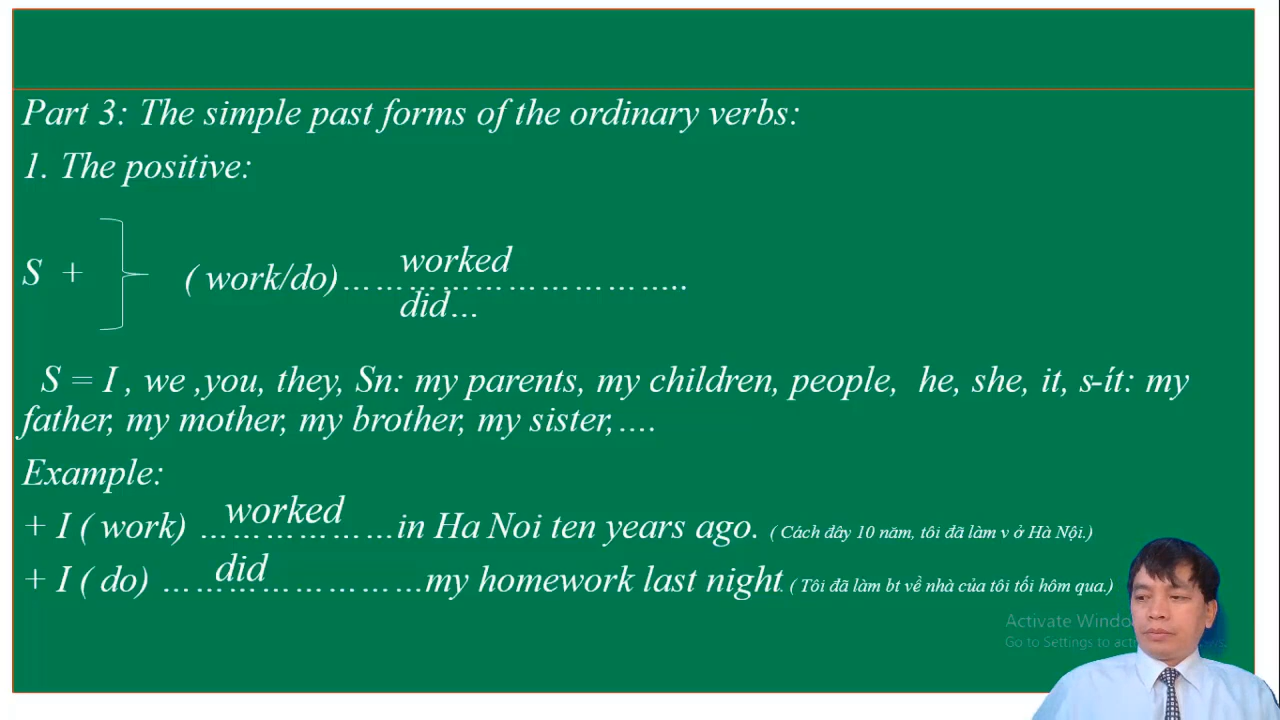 Part 3: The simple past forms of the ordinary verbs:
1. The positive:
worked
S + ( work/do)…………………………..
did…
S = I , we ,you, they, Sn: my parents, my children, people, he, she, it, s-ít: my
father, my mother, my brother, my sister,….
Example:
worked
+ I ( work) ………………in Ha Noi ten years ago. ( Cách đây 10 năm, tôi đã làm v ở Hà Nội.)
did
+ I ( do) ……………………my homework last night. ( Tôi đã làm bt về nhà của tôi tối hôm qua.)
Activate Windo
Go to Settings to acti